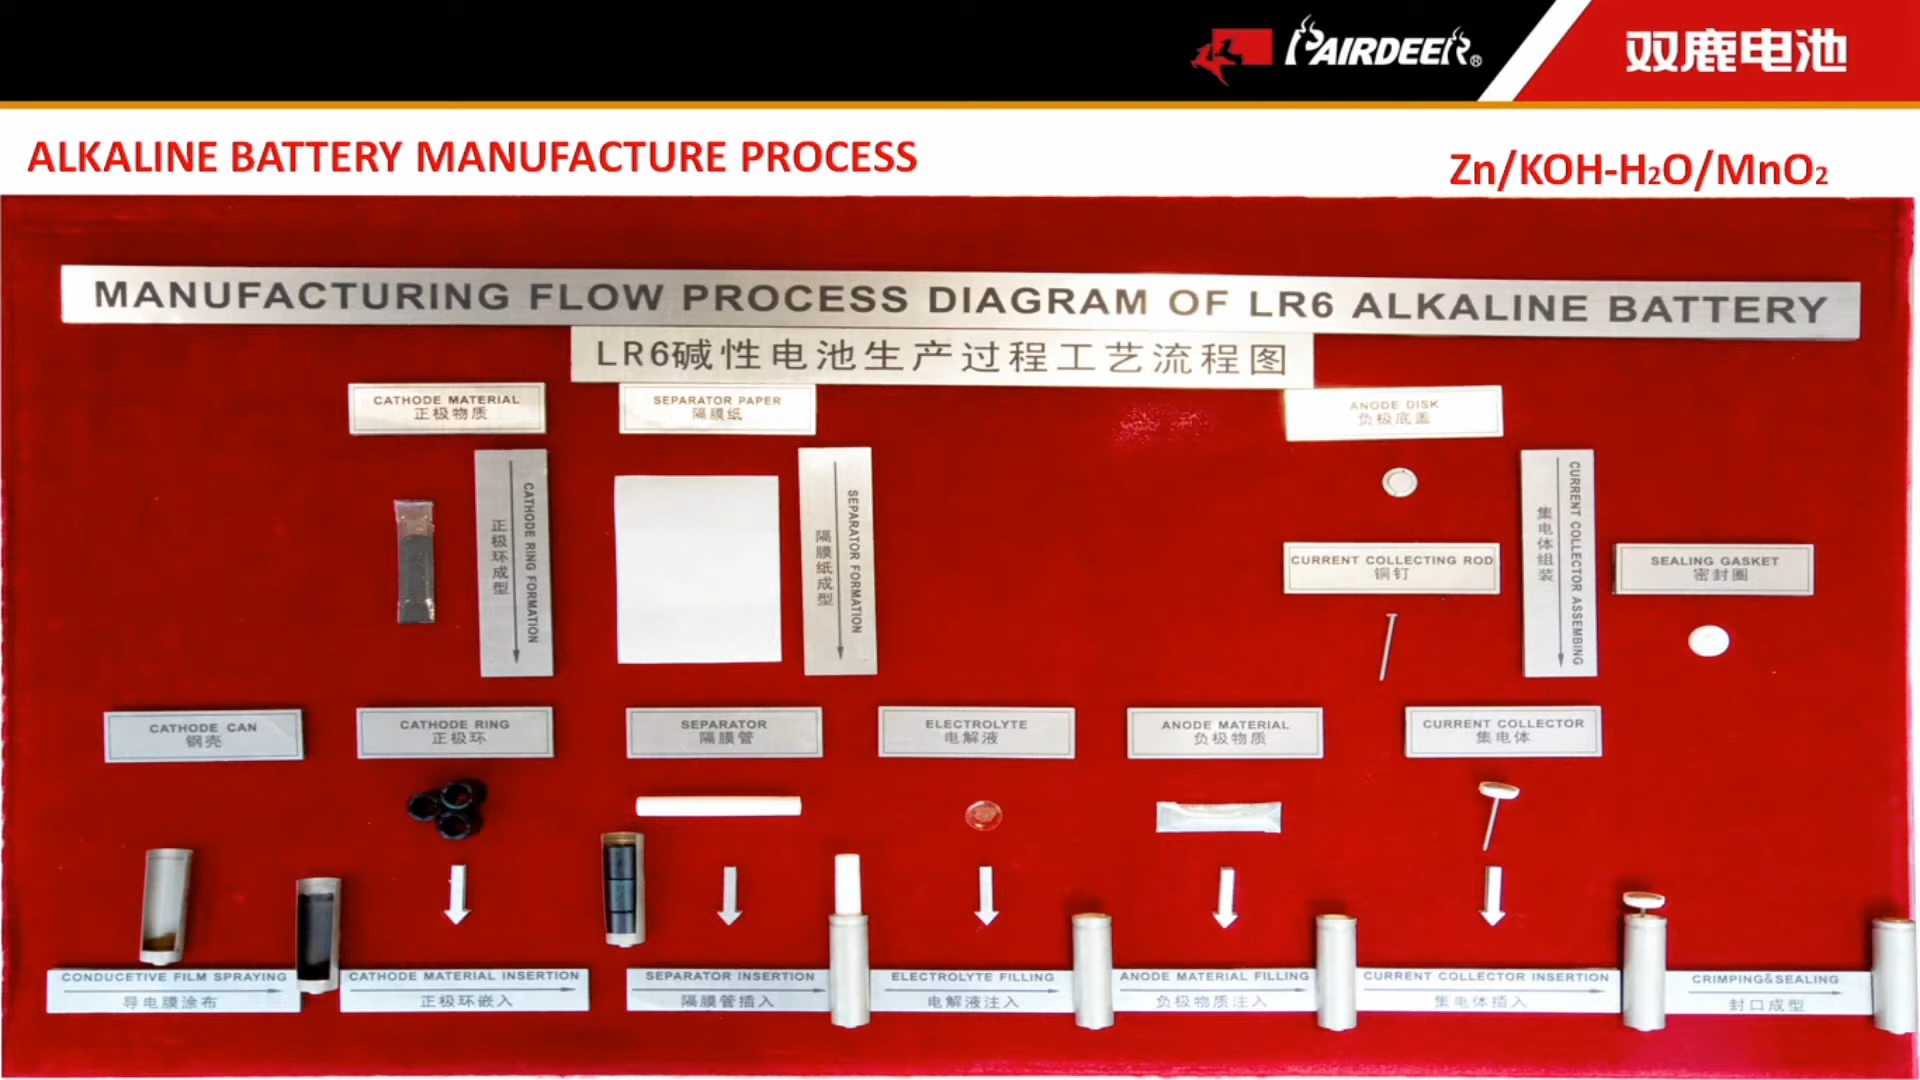 PAIRDEER®
双鹿电池
ALKALINE BATTERY MANUFACTURE PROCESS
Zn/KOH-H₂O/MnO₂
MANUFACTURING FLOW PROCESS DIAGRAM OF LR6 ALKALINE BATTERY
LR6碱性电池生产过程工艺流程图
CATHODE MATERIAL
正极物质
SEPARATOR PAPER
隔膜纸
ANODE DISK
负极底盖
CATHODE RING FORMATION
正极环成型
SEPARATOR FORMATION
隔膜纸成型
CURRENT COLLECTING ROD
铜钉
CURRENT COLLECTOR ASSEMBING
集电体组装
SEALING GASKET
密封圈
CATHODE CAN
钢壳
CATHODE RING
正极环
SEPARATOR
隔膜管
ELECTROLYTE
电解液
ANODE MATERIAL
负极物质
CURRENT COLLECTOR
集电体
CONDUCETIVE FILM SPRAYING
导电膜涂布
CATHODE MATERIAL INSERTION
正极环嵌入
SEPARATOR INSERTION
隔膜管插入
ELECTROLYTE FILLING
电解液注入
ANODE MATERIAL FILLING
负极物质注入
CURRENT COLLECTOR INSERTION
集电体插入
CRIMPING&SEALING
封口成型